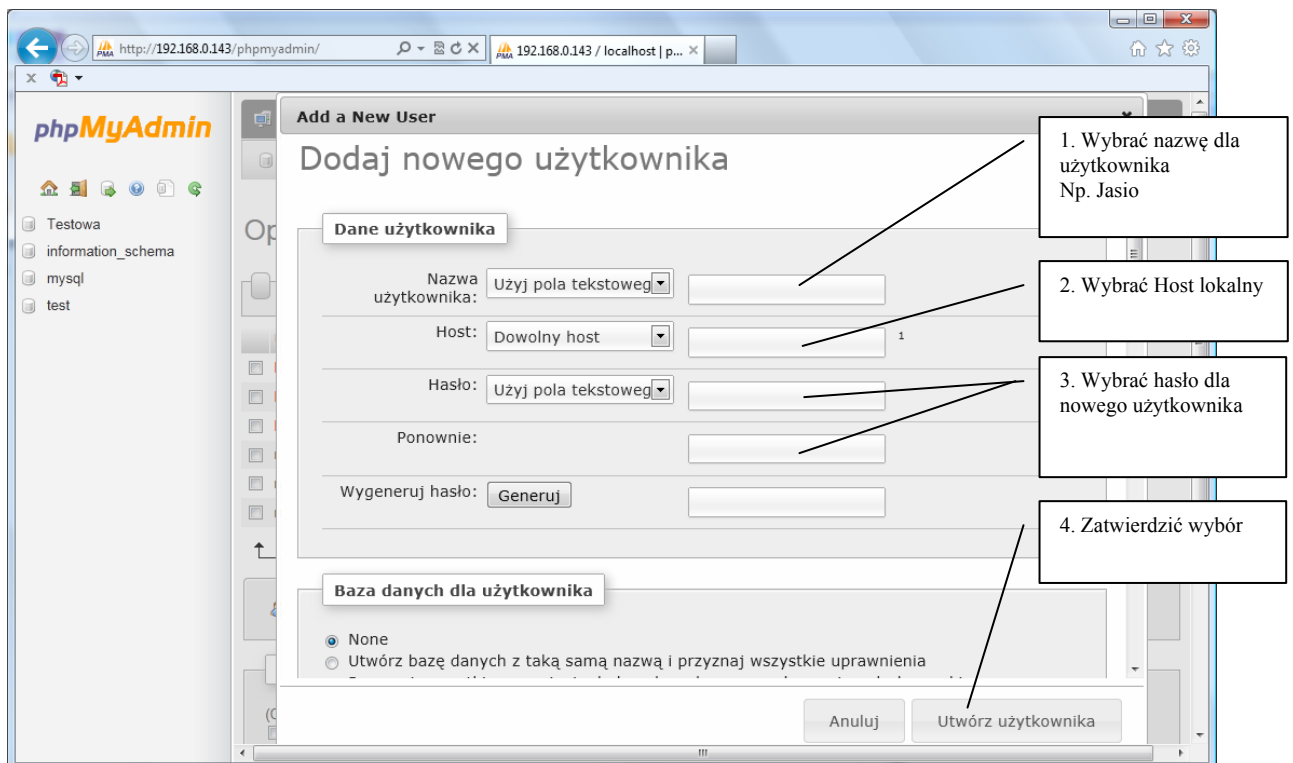 http://192.168.0.143/phpmyadmin/
192.168.0.143 / localhost | p...
phpMyAdmin
Testowa
information_schema
mysql
test
Add a New User
Dodaj nowego użytkownika
Dane użytkownika
Nazwa użytkownika:
Użyj pola tekstoweg
Host:
Dowolny host
1
Hasło:
Użyj pola tekstoweg
Ponownie:
Wygeneruj hasło:
Generuj
Baza danych dla użytkownika
None
Utwórz bazę danych z taką samą nazwą i przyznaj wszystkie uprawnienia
Anuluj
Utwórz użytkownika
1. Wybrać nazwę dla
użytkownika
Np. Jasio
2. Wybrać Host lokalny
3. Wybrać hasło dla
nowego użytkownika
4. Zatwierdzić wybór